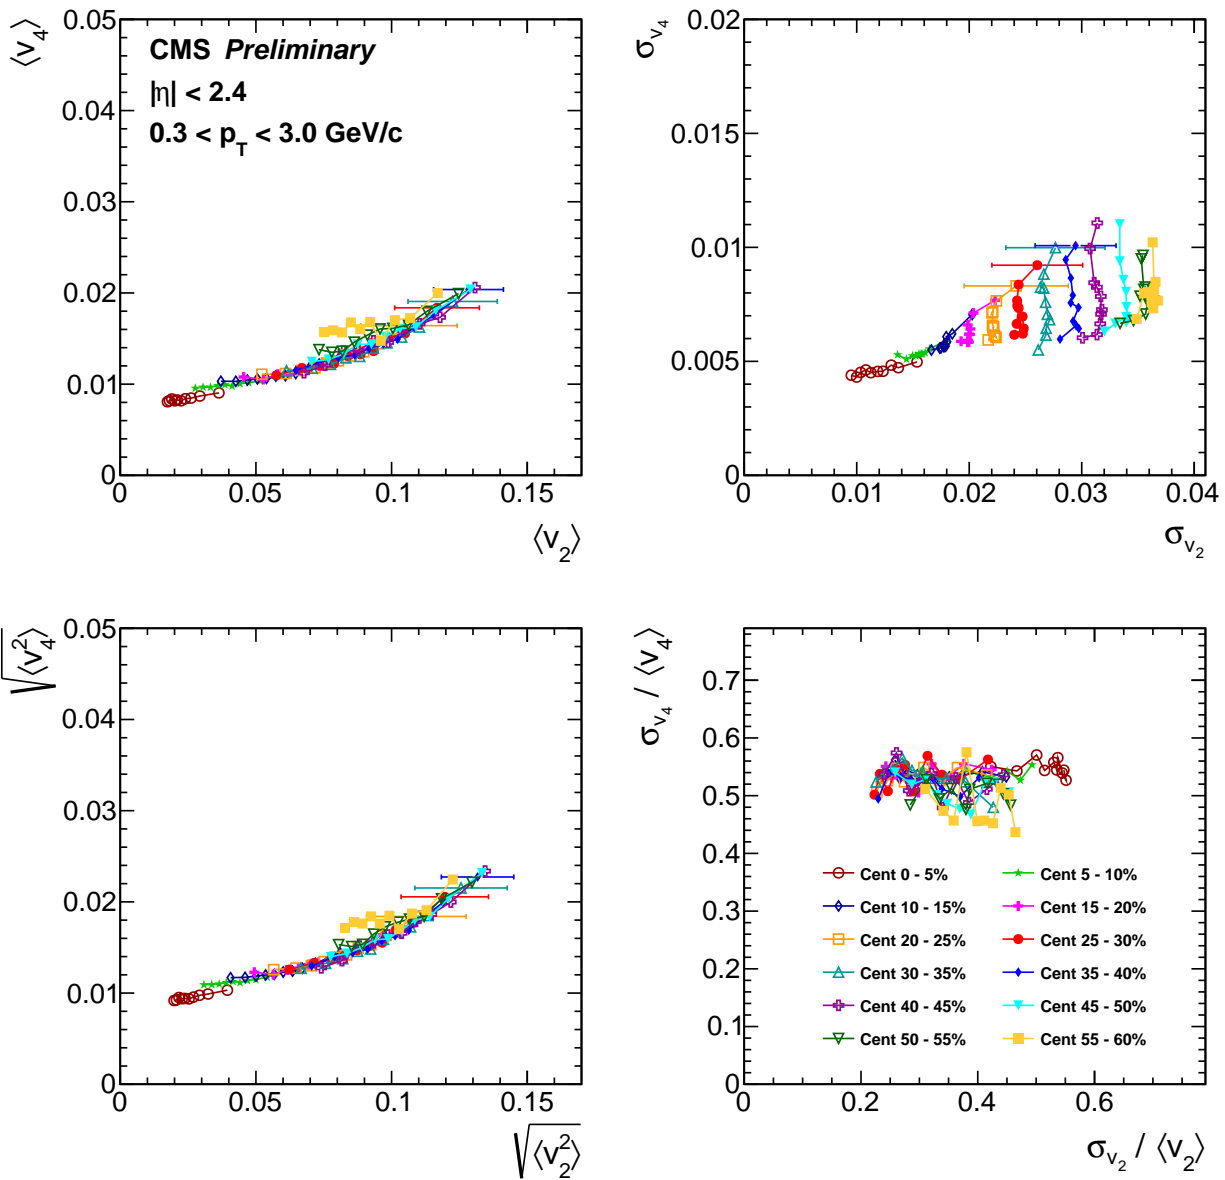 ⟨v₄⟩
0.05
0.04
0.03
0.02
0.01
0
CMS Preliminary
|η| < 2.4
0.3 < p_T < 3.0 GeV/c
0 0.05 0.1 0.15
⟨v₂⟩
σ_v₄
0.02
0.015
0.01
0.005
0
0 0.01 0.02 0.03 0.04
σ_v₂
√⟨v₄²⟩
0.05
0.04
0.03
0.02
0.01
0
0 0.05 0.1 0.15
√⟨v₂²⟩
σ_v₄ / ⟨v₄⟩
0.7
0.6
0.5
0.4
0.3
0.2
0.1
0
Cent 0 - 5% Cent 5 - 10%
Cent 10 - 15% Cent 15 - 20%
Cent 20 - 25% Cent 25 - 30%
Cent 30 - 35% Cent 35 - 40%
Cent 40 - 45% Cent 45 - 50%
Cent 50 - 55% Cent 55 - 60%
0 0.2 0.4 0.6
σ_v₂ / ⟨v₂⟩